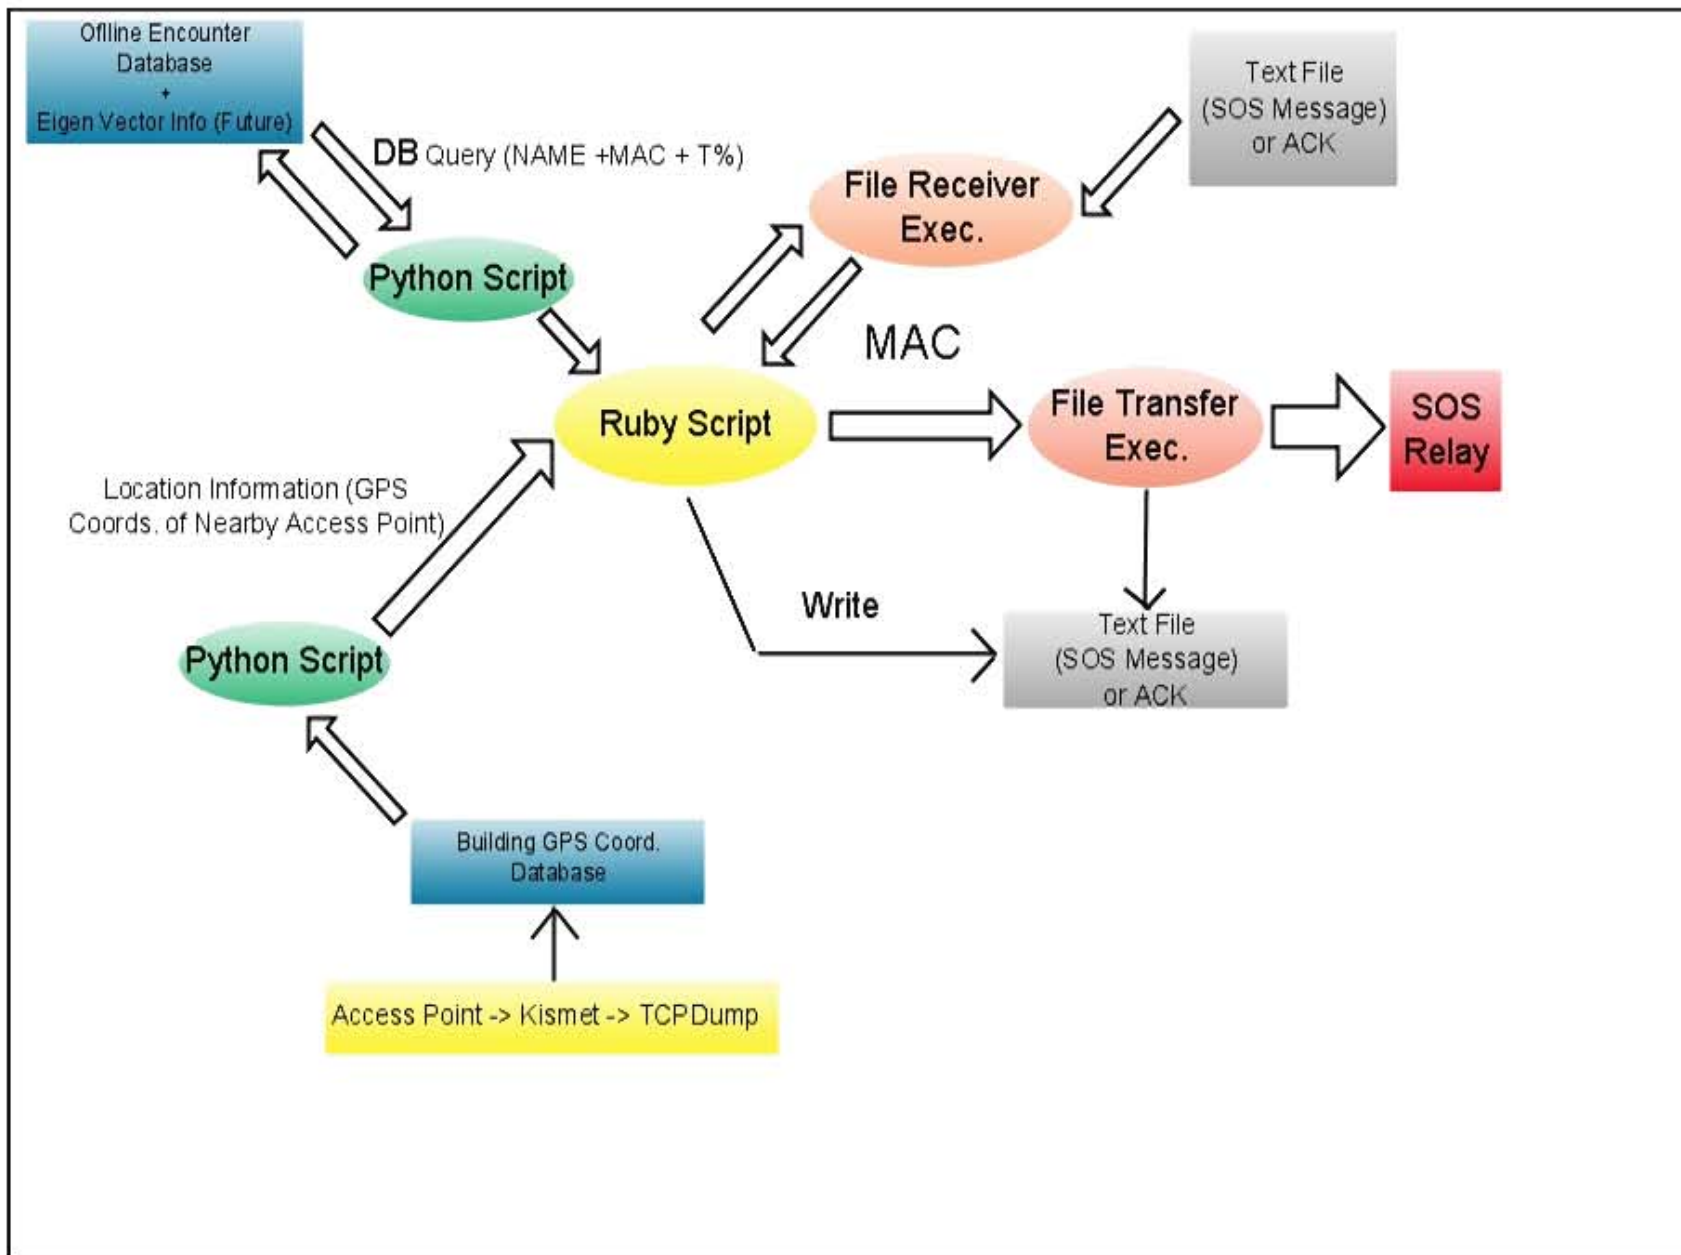 Offline Encounter
Database
+
Eigen Vector Info (Future)
DB Query (NAME +MAC + T%)
Python Script
File Receiver
Exec.
Text File
(SOS Message)
or ACK
MAC
Ruby Script
File Transfer
Exec.
SOS
Relay
Location Information (GPS
Coords. of Nearby Access Point)
Write
Python Script
Text File
(SOS Message)
or ACK
Building GPS Coord.
Database
Access Point -> Kismet -> TCPDump